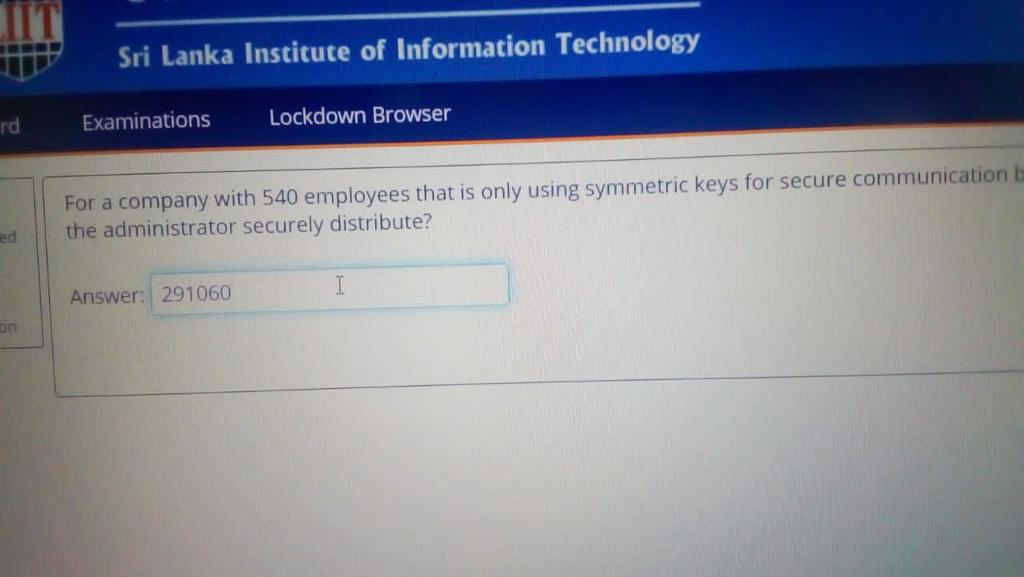 IIT
Sri Lanka Institute of Information Technology
rd Examinations Lockdown Browser
For a company with 540 employees that is only using symmetric keys for secure communication b
the administrator securely distribute?
ed
Answer: 291060
on